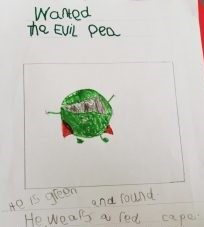 Wanted
The EVIL Pea
He is green and round.
He wears a red cape.